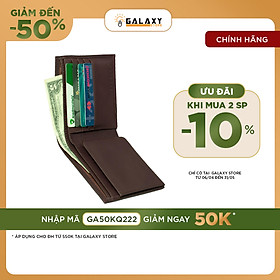 GIẢM ĐẾN
-50%
GALAXY
CHÍNH HÃNG
ƯU ĐÃI
KHI MUA 2 SP
-10%
CHỈ CÓ TẠI GALAXY STORE
TỪ 06/04 ĐẾN 31/05
NHẬP MÃ GA50KQ222 GIẢM NGAY 50K*
* ÁP DỤNG CHO ĐH TỪ 550K TẠI GALAXY STORE